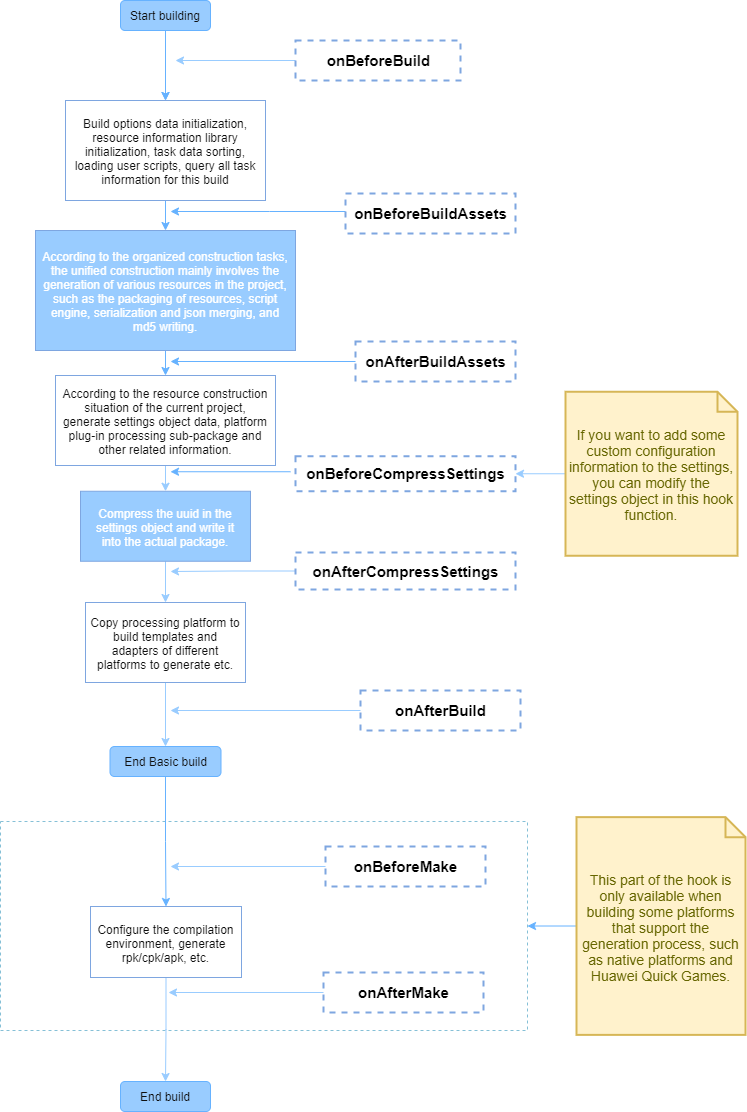 Start building
onBeforeBuild
Build options data initialization,
resource information library
initialization, task data sorting,
loading user scripts, query all task
information for this build
onBeforeBuildAssets
According to the organized construction tasks,
the unified construction mainly involves the
generation of various resources in the project,
such as the packaging of resources, script
engine, serialization and json merging, and
md5 writing.
onAfterBuildAssets
According to the resource construction
situation of the current project,
generate settings object data, platform
plug-in processing sub-package and
other related information.
If you want to add some
custom configuration
information to the settings,
you can modify the
settings object in this hook
function.
onBeforeCompressSettings
Compress the uuid in the
settings object and write it
into the actual package.
onAfterCompressSettings
Copy processing platform to
build templates and
adapters of different
platforms to generate etc.
onAfterBuild
End Basic build
onBeforeMake
This part of the hook is
only available when
building some platforms
that support the
generation process, such
as native platforms and
Huawei Quick Games.
Configure the compilation
environment, generate
rpk/cpk/apk, etc.
onAfterMake
End build